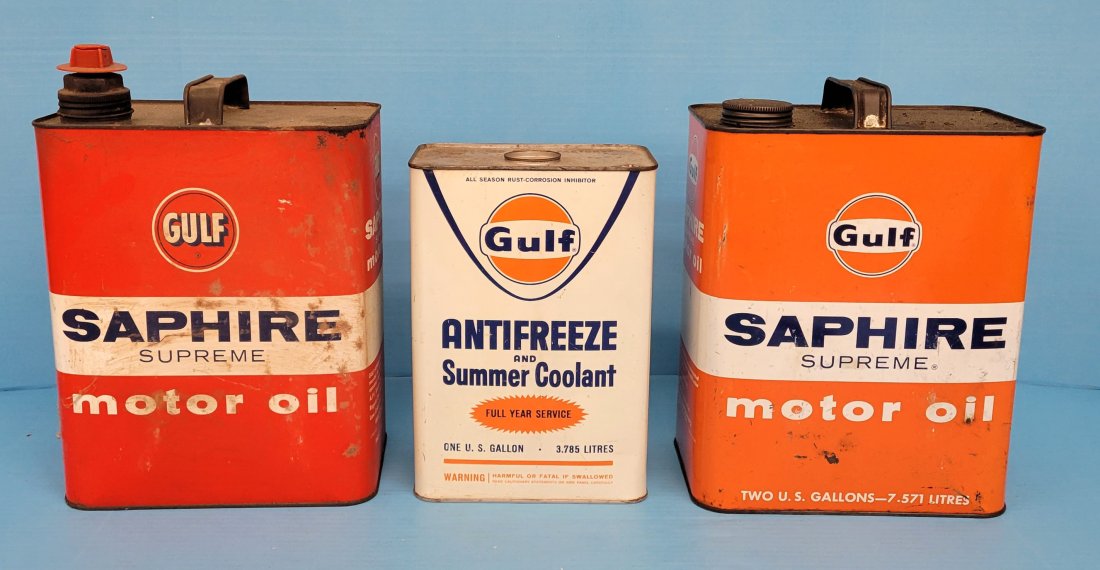 GULF
SAPHIRE
SUPREME
motor oil
ALL SEASON RUST-CORROSION INHIBITOR
Gulf
ANTIFREEZE
AND
Summer Coolant
FULL YEAR SERVICE
ONE U. S. GALLON · 3.785 LITRES
WARNING HARMFUL OR FATAL IF SWALLOWED
Gulf
SAPHIRE
SUPREME®
motor oil
TWO U. S. GALLONS—7.571 LITRES